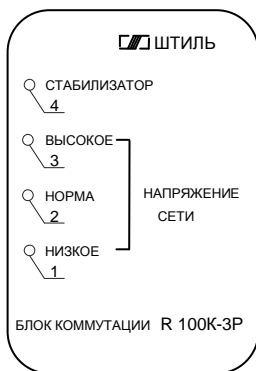 ШТИЛЬ
СТАБИЛИЗАТОР
4
ВЫСОКОЕ
3
НОРМА
2
НАПРЯЖЕНИЕ
СЕТИ
НИЗКОЕ
1
БЛОК КОММУТАЦИИ R 100К-3Р